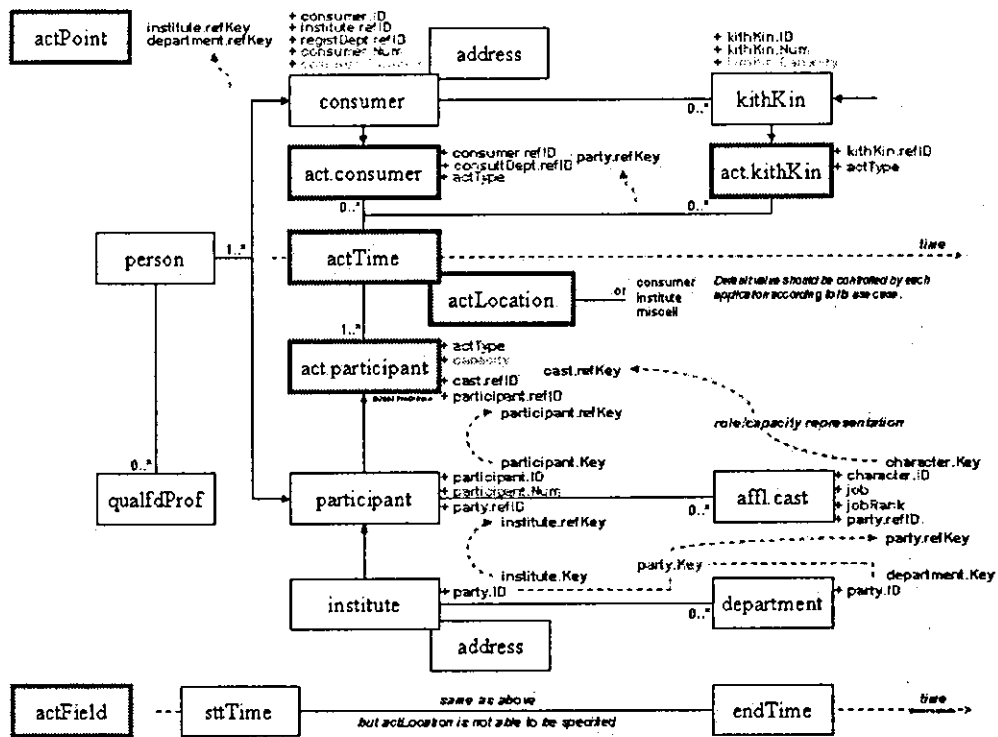 actPoint
institute.refKey
department.refKey
+ consumer.ID
+ institute.refID
+ registDept.refID
+ consumer.Num
address
+ kithKin.ID
+ kithKin.Num
consumer
0..*
kithKin
act.consumer
+ consumer.refID
+ consultDept.refID
+ actType
party.refKey
act.kithKin
+ kithKin.refID
+ actType
0..*
0..*
person
1..*
actTime
time
actLocation
or
consumer
institute
miscell
Default value should be controlled by each
application according to its use case.
1..*
act.participant
+ actType
+ capacity
+ cast.refID
+ participant.refID
cast.refKey
participant.refKey
role/capacity representation
participant.Key
character.Key
0..*
qualfdProf
participant
+ participant.ID
+ participant.Num
+ party.refID
0..*
affl.cast
+ character.ID
+ job
+ jobRank
+ party.refID
institute.refKey
party.refKey
party.Key
institute.Key
department.Key
institute
+ party.ID
0..*
department
+ party.ID
address
actField
sttTime
same as above
but actLocation is not able to be specified
endTime
time